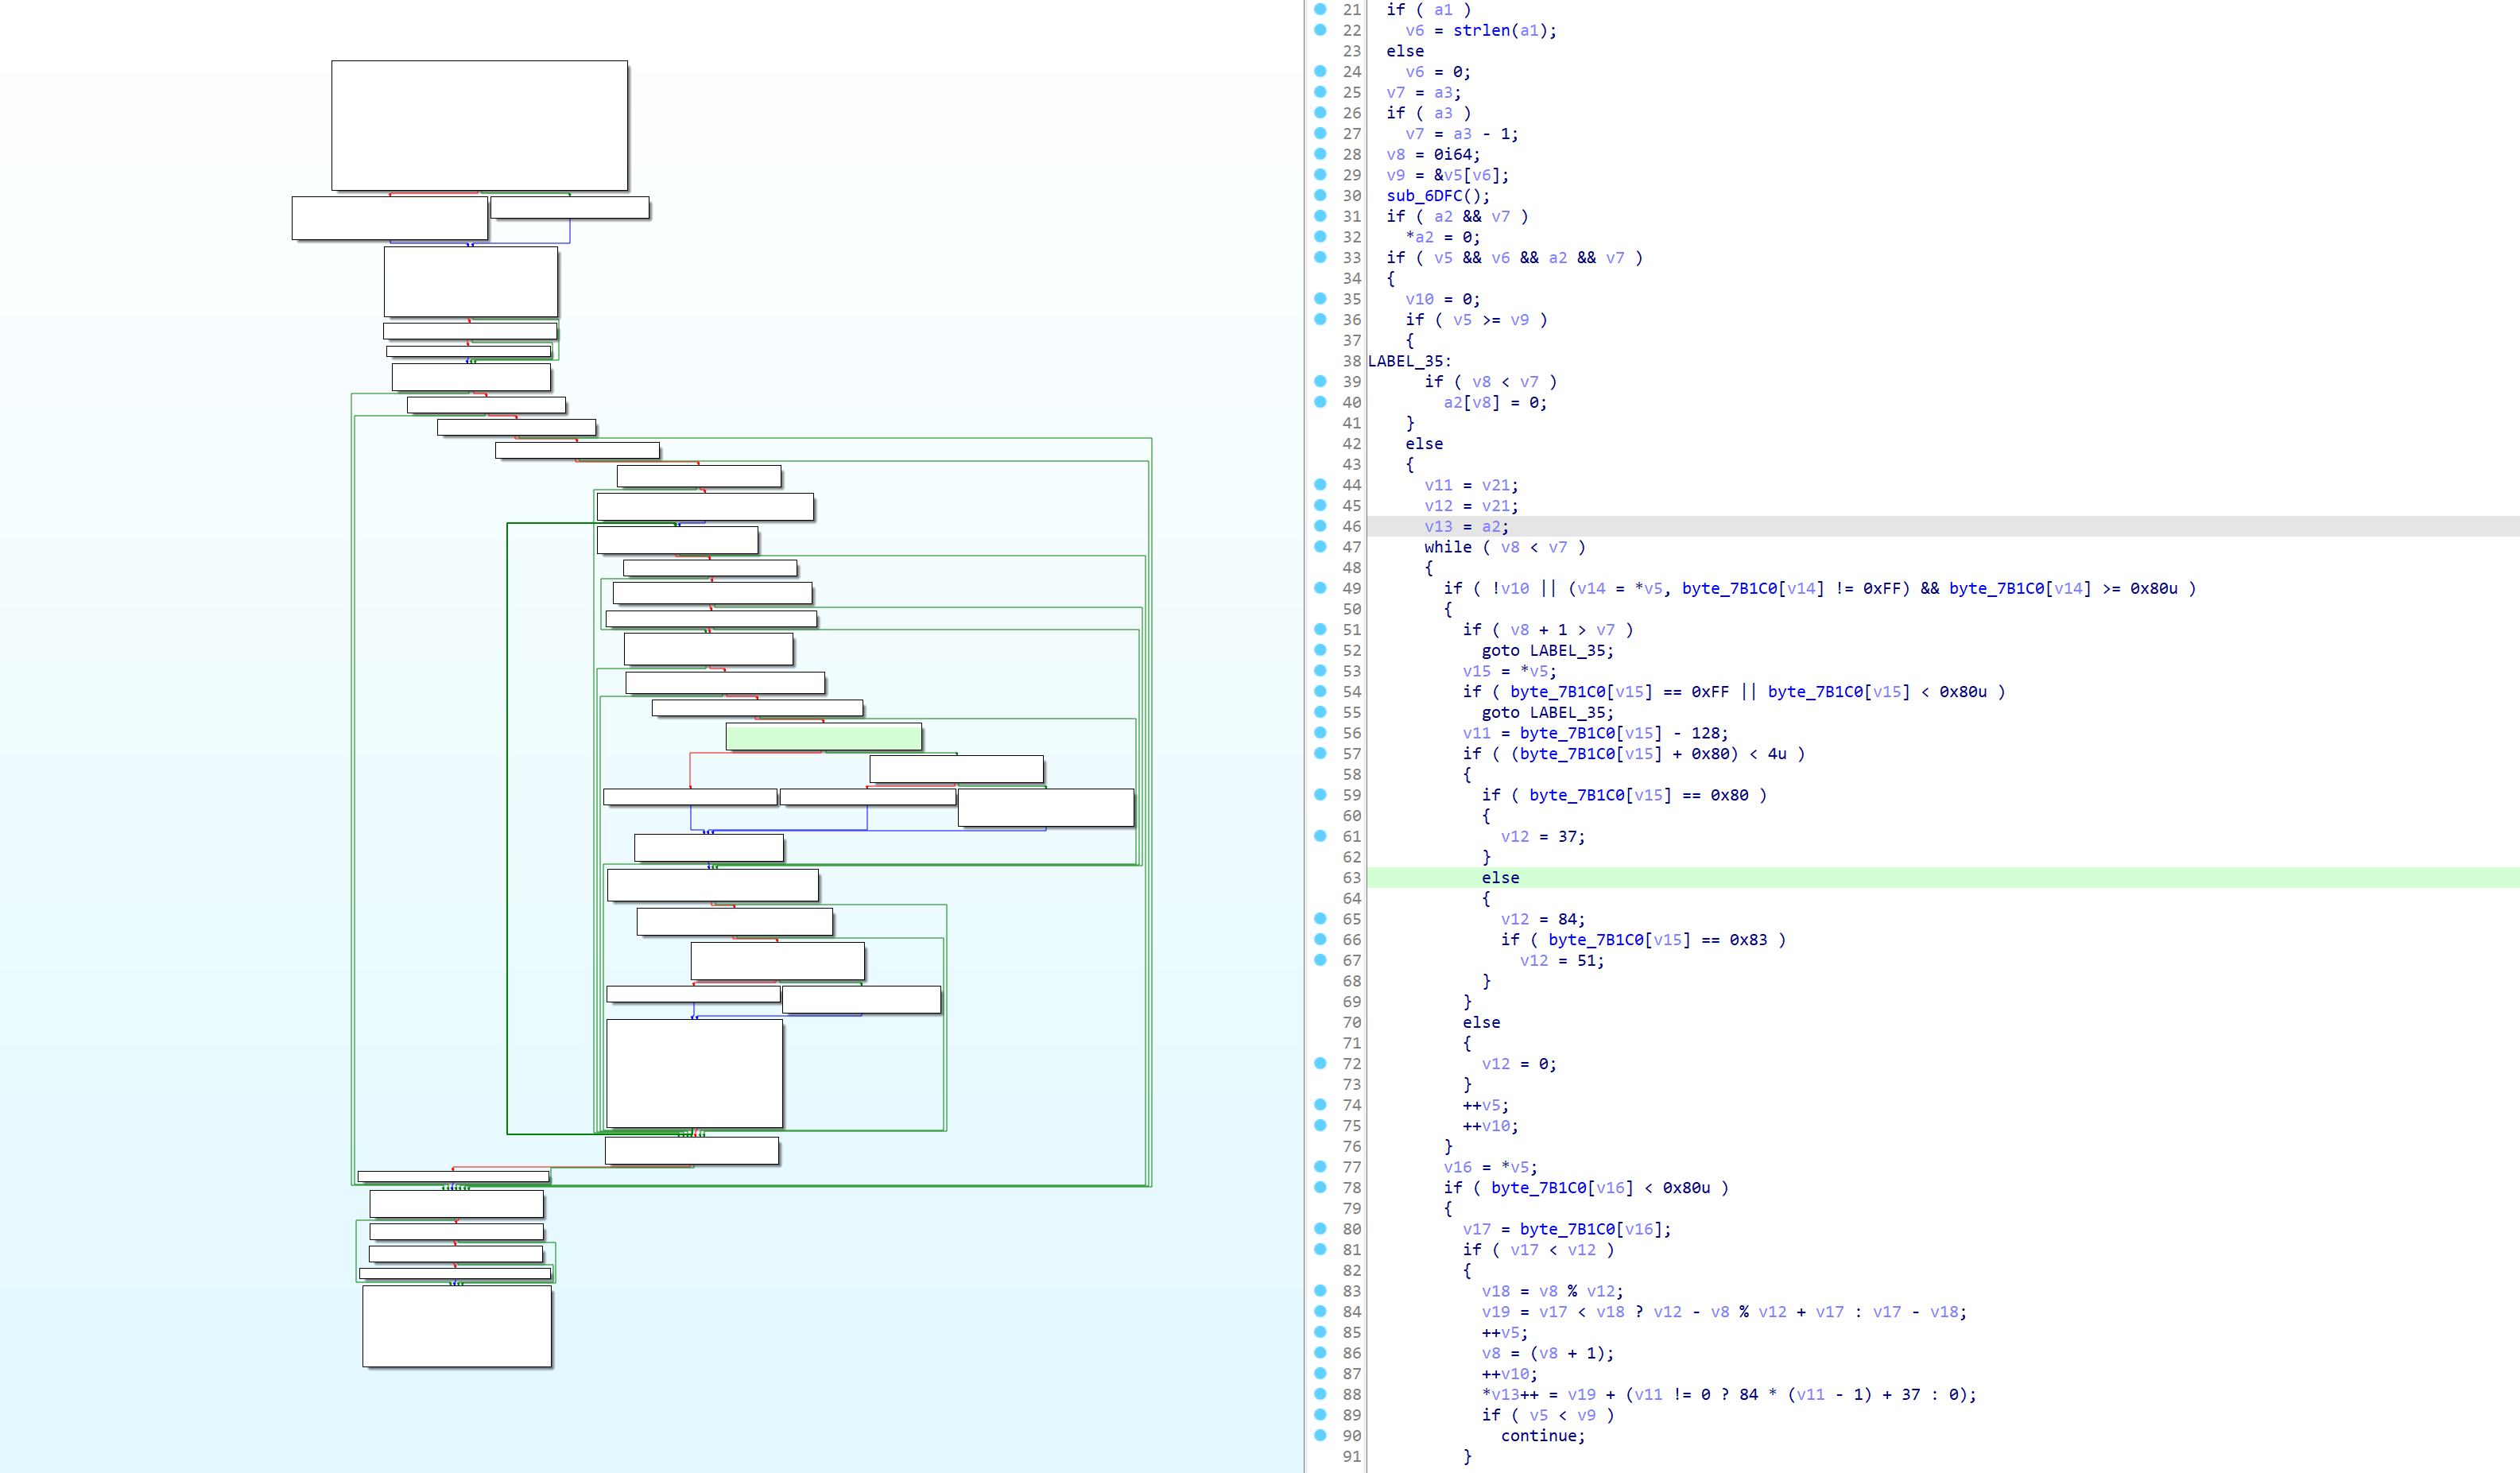 21 if ( a1 )
22 v6 = strlen(a1);
23 else
24 v6 = 0;
25 v7 = a3;
26 if ( a3 )
27 v7 = a3 - 1;
28 v8 = 0i64;
29 v9 = &v5[v6];
30 sub_6DFC();
31 if ( a2 && v7 )
32 *a2 = 0;
33 if ( v5 && v6 && a2 && v7 )
34 {
35 v10 = 0;
36 if ( v5 >= v9 )
37 {
38 LABEL_35:
39 if ( v8 < v7 )
40 a2[v8] = 0;
41 }
42 else
43 {
44 v11 = v21;
45 v12 = v21;
46 v13 = a2;
47 while ( v8 < v7 )
48 {
49 if ( !v10 || (v14 = *v5, byte_7B1C0[v14] != 0xFF) && byte_7B1C0[v14] >= 0x80u )
50 {
51 if ( v8 + 1 > v7 )
52 goto LABEL_35;
53 v15 = *v5;
54 if ( byte_7B1C0[v15] == 0xFF || byte_7B1C0[v15] < 0x80u )
55 goto LABEL_35;
56 v11 = byte_7B1C0[v15] - 128;
57 if ( (byte_7B1C0[v15] + 0x80) < 4u )
58 {
59 if ( byte_7B1C0[v15] == 0x80 )
60 {
61 v12 = 37;
62 }
63 else
64 {
65 v12 = 84;
66 if ( byte_7B1C0[v15] == 0x83 )
67 v12 = 51;
68 }
69 }
70 else
71 {
72 v12 = 0;
73 }
74 ++v5;
75 ++v10;
76 }
77 v16 = *v5;
78 if ( byte_7B1C0[v16] < 0x80u )
79 {
80 v17 = byte_7B1C0[v16];
81 if ( v17 < v12 )
82 {
83 v18 = v8 % v12;
84 v19 = v17 < v18 ? v12 - v8 % v12 + v17 : v17 - v18;
85 ++v5;
86 v8 = (v8 + 1);
87 ++v10;
88 *v13++ = v19 + (v11 != 0 ? 84 * (v11 - 1) + 37 : 0);
89 if ( v5 < v9 )
90 continue;
91 }